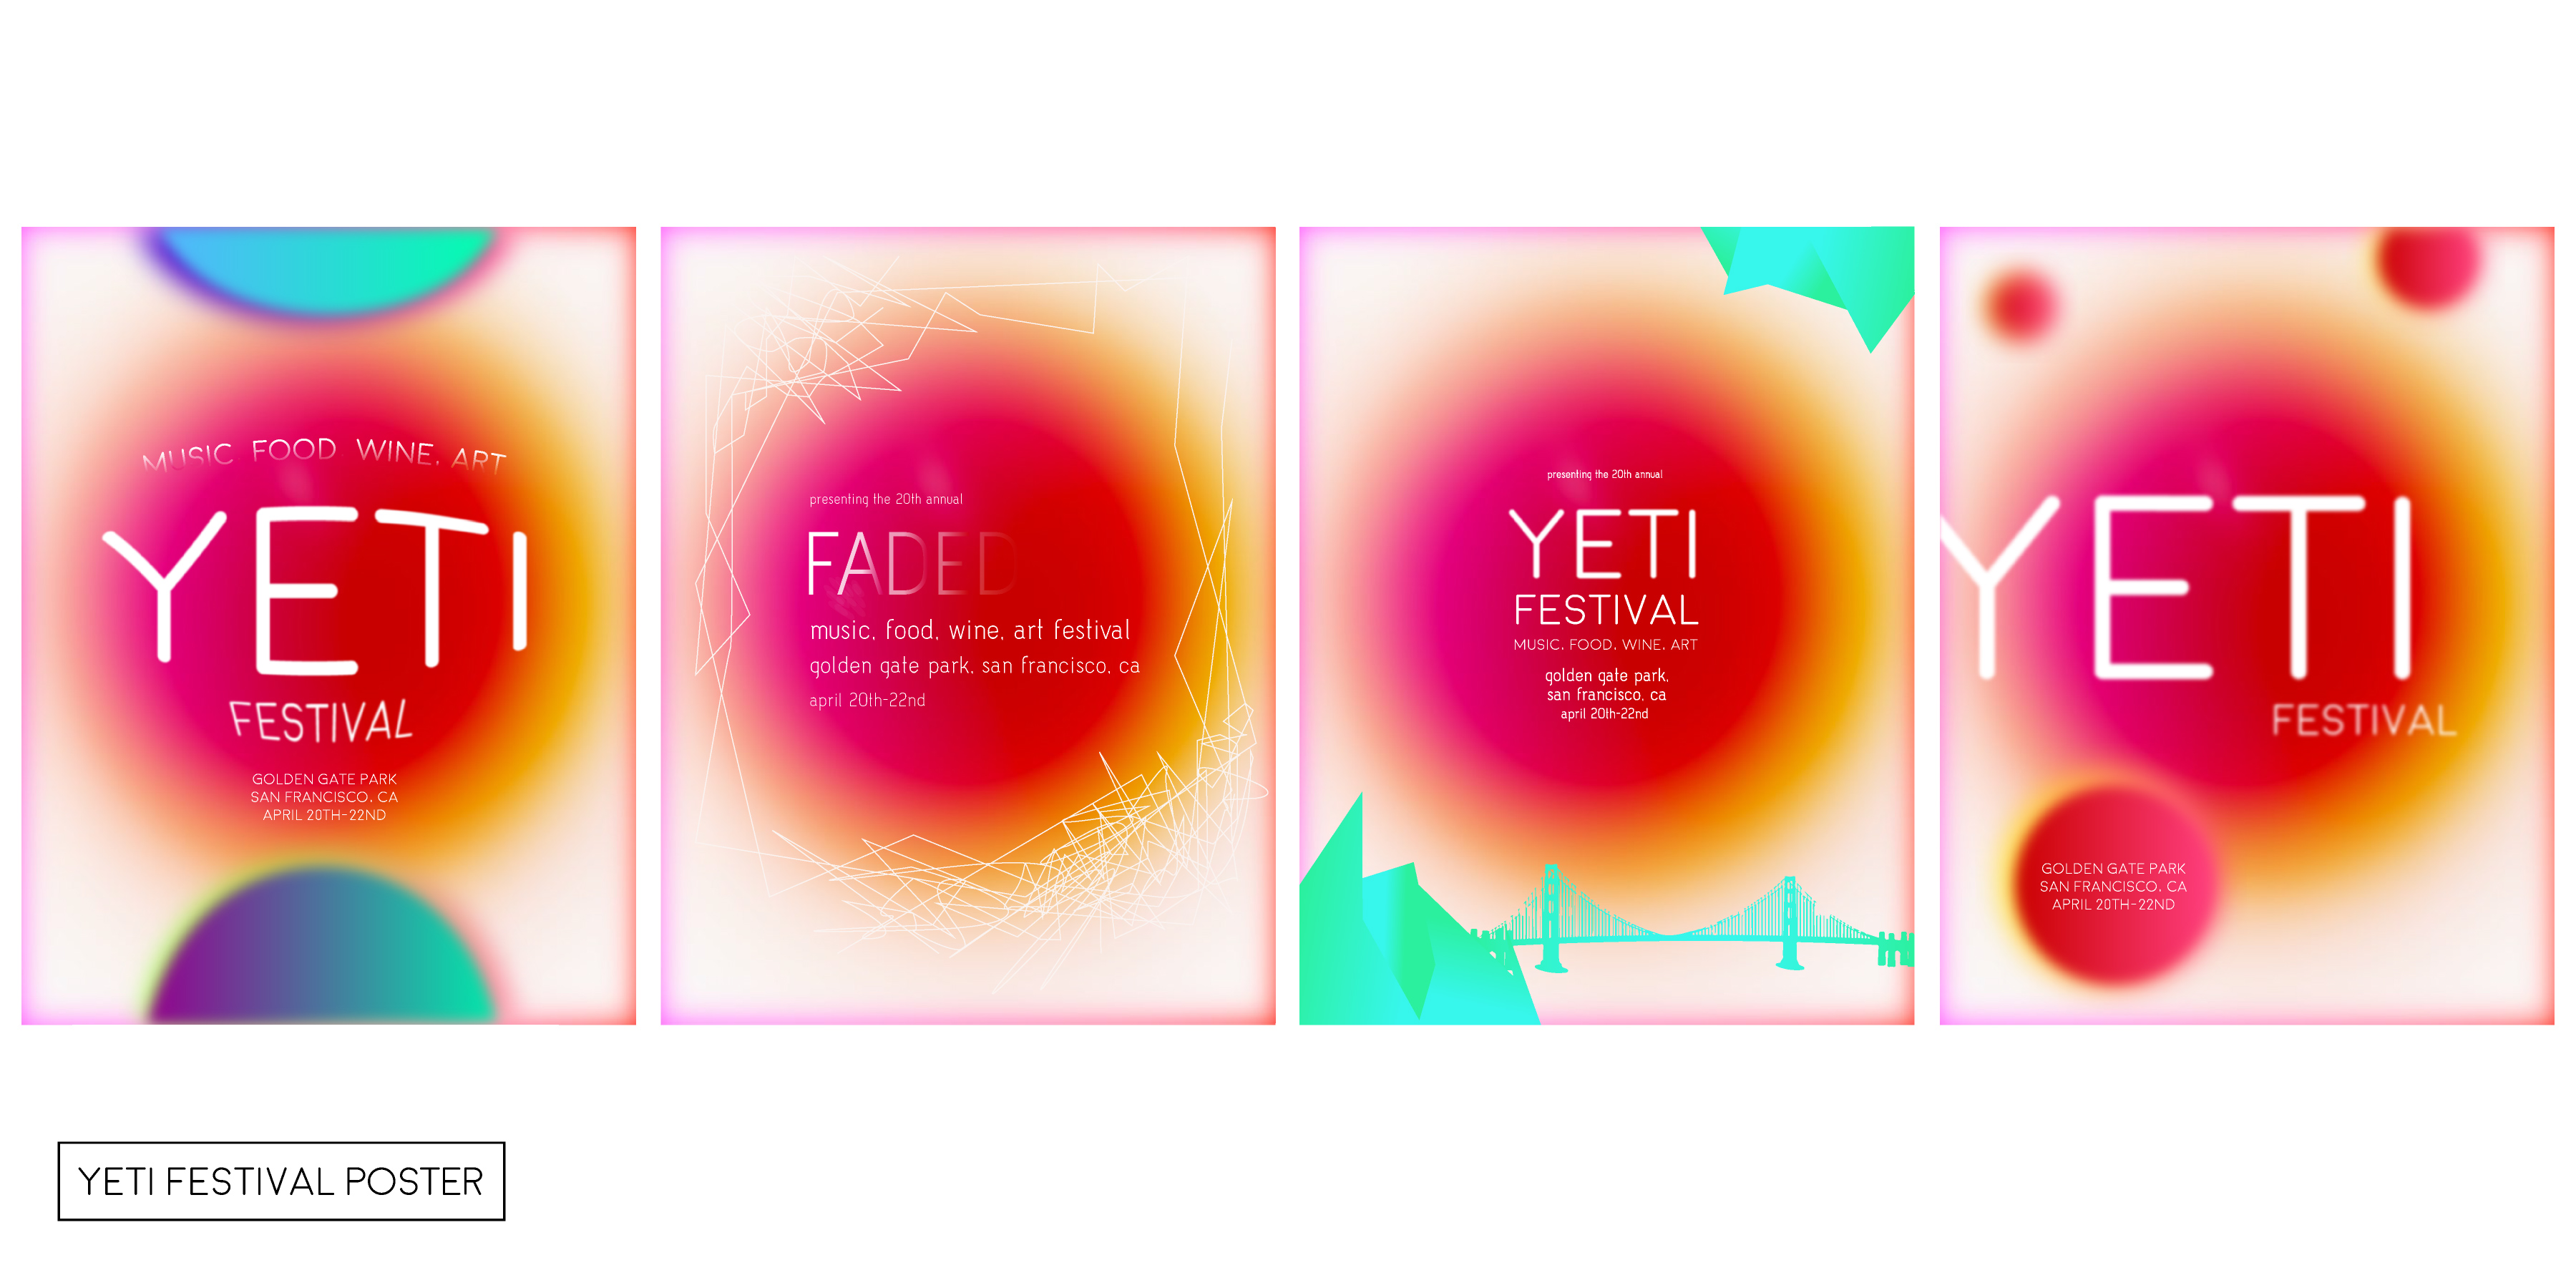 MUSIC FOOD WINE, ART
YETI
FESTIVAL
GOLDEN GATE PARK
SAN FRANCISCO, CA
APRIL 20TH-22ND
presenting the 20th annual
FADED
music, food, wine, art festival
golden gate park, san francisco, ca
april 20th-22nd
presenting the 20th annual
YETI
FESTIVAL
MUSIC, FOOD, WINE, ART
golden gate park,
san francisco, ca
april 20th-22nd
YETI
FESTIVAL
GOLDEN GATE PARK
SAN FRANCISCO, CA
APRIL 20TH-22ND
YETI FESTIVAL POSTER